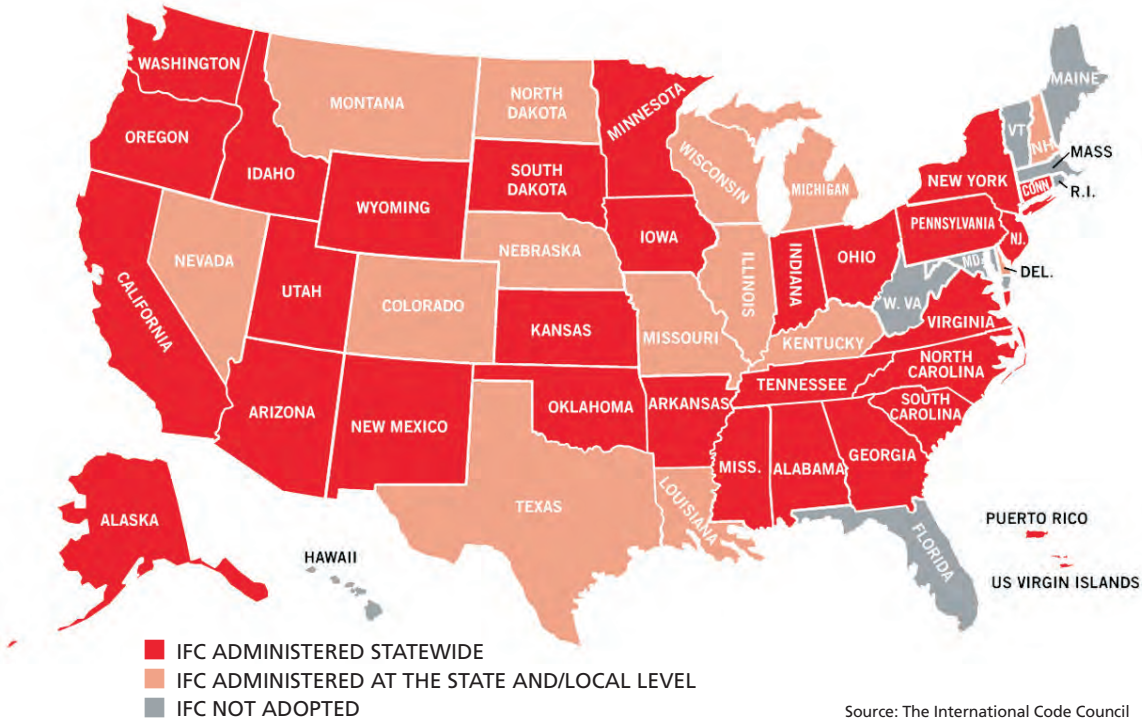 WASHINGTON
MONTANA
NORTH
DAKOTA
MINNESOTA
MAINE
VT
NH
MASS
OREGON
IDAHO
SOUTH
DAKOTA
WISCONSIN
MICHIGAN
NEW YORK
CONN
R.I.
WYOMING
IOWA
PENNSYLVANIA
NJ.
NEVADA
NEBRASKA
ILLINOIS
INDIANA
OHIO
MD.
DEL.
CALIFORNIA
UTAH
COLORADO
KANSAS
MISSOURI
W. VA
VIRGINIA
KENTUCKY
NORTH
CAROLINA
TENNESSEE
SOUTH
CAROLINA
ARIZONA
NEW MEXICO
OKLAHOMA
ARKANSAS
MISS.
ALABAMA
GEORGIA
ALASKA
TEXAS
LOUISIANA
FLORIDA
PUERTO RICO
HAWAII
US VIRGIN ISLANDS
IFC ADMINISTERED STATEWIDE
IFC ADMINISTERED AT THE STATE AND/LOCAL LEVEL
IFC NOT ADOPTED
Source: The International Code Council